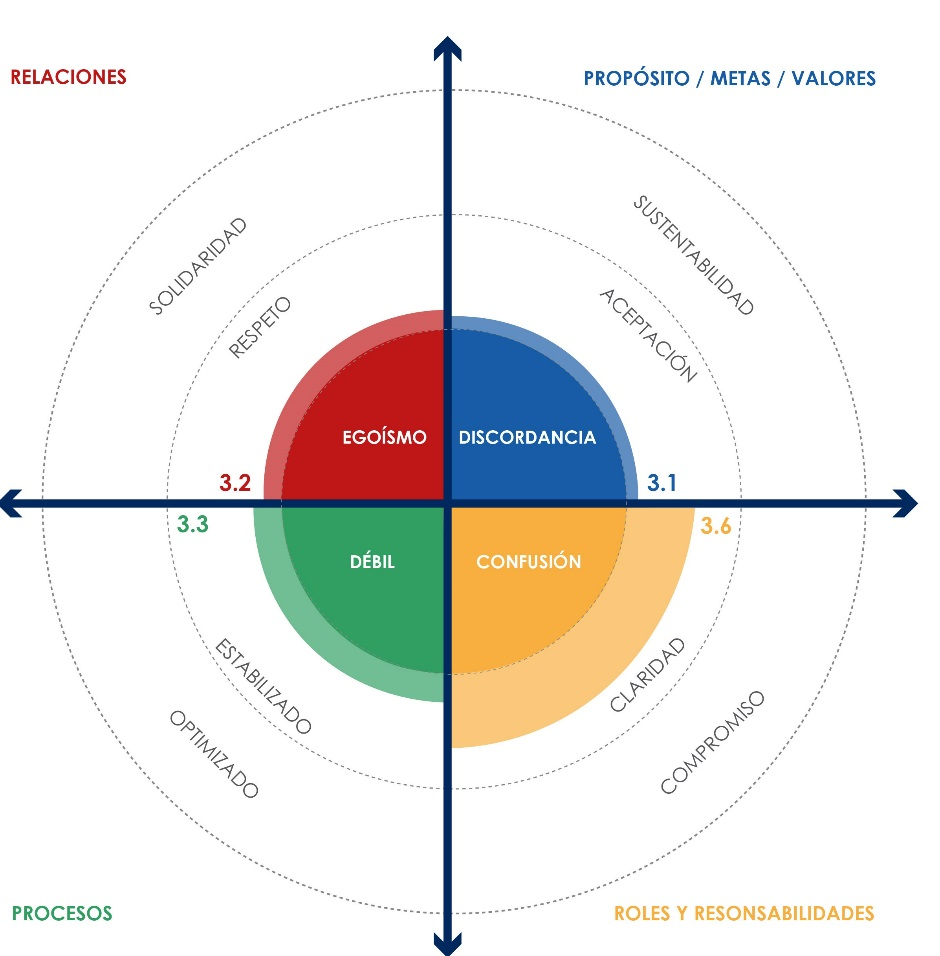 RELACIONES
PROPÓSITO / METAS / VALORES
SOLIDARIDAD
SUSTENTABILIDAD
RESPETO
ACEPTACIÓN
EGOÍSMO
DISCORDANCIA
3.2
3.1
3.3
3.6
DÉBIL
CONFUSIÓN
ESTABILIZADO
CLARIDAD
OPTIMIZADO
COMPROMISO
PROCESOS
ROLES Y RESONSABILIDADES